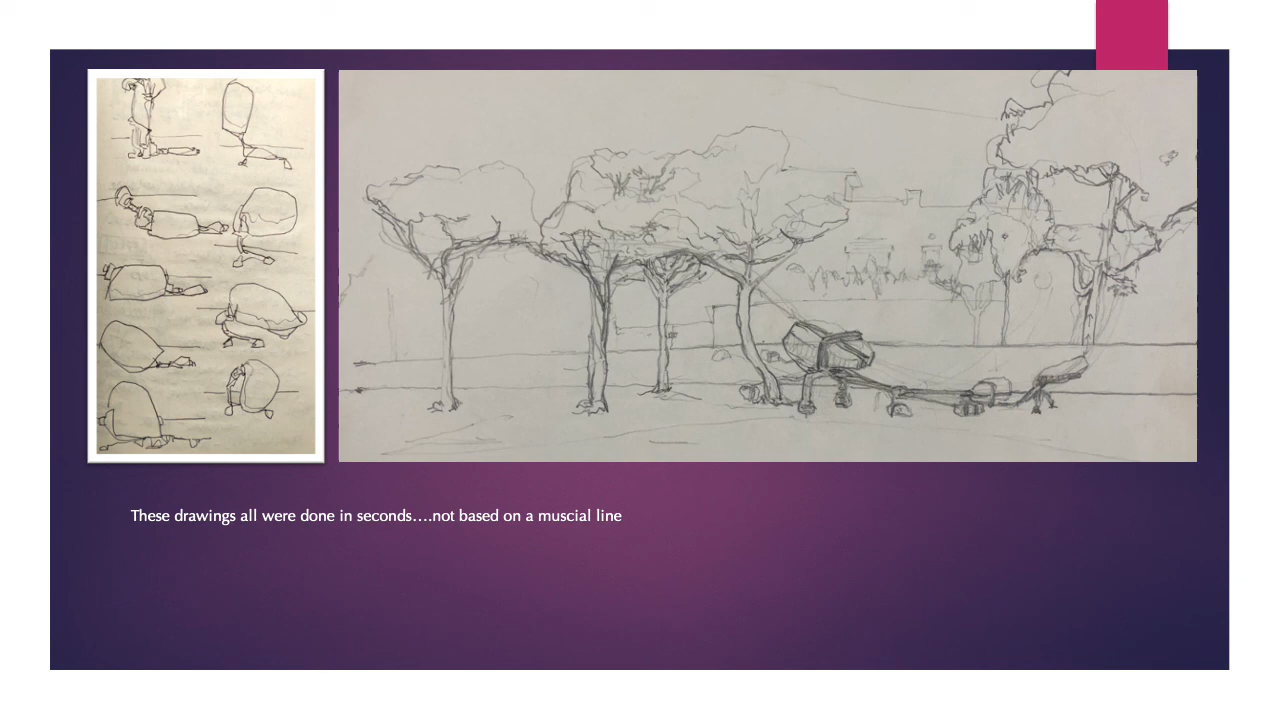 These drawings all were done in seconds….not based on a muscial line